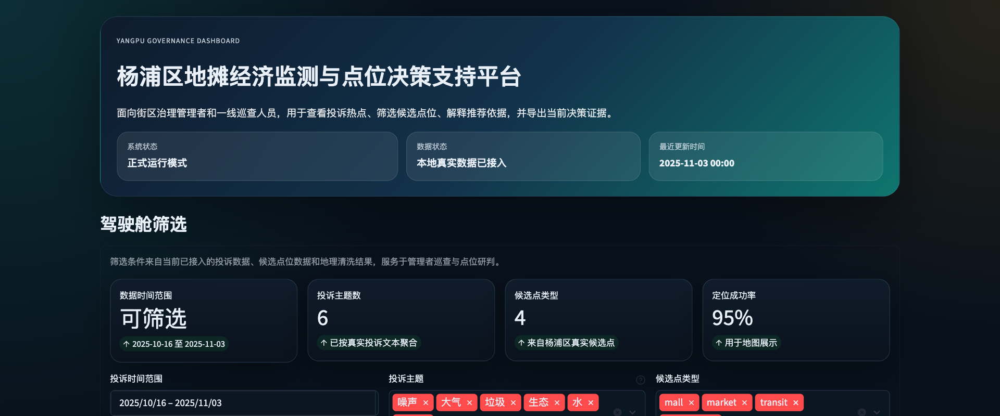 YANGPU GOVERNANCE DASHBOARD
杨浦区地摊经济监测与点位决策支持平台
面向街区治理管理者和一线巡查人员，用于查看投诉热点、筛选候选点位、解释推荐依据，并导出当前决策证据。
系统状态
正式运行模式
数据状态
本地真实数据已接入
最近更新时间
2025-11-03 00:00
驾驶舱筛选
筛选条件来自当前已接入的投诉数据、候选点位数据和地理清洗结果，服务于管理者巡查与点位研判。
数据时间范围
可筛选
↑ 2025-10-16 至 2025-11-03
投诉主题数
6
↑ 已按真实投诉文本聚合
候选点类型
4
↑ 来自杨浦区真实候选点
定位成功率
95%
↑ 用于地图展示
投诉时间范围
2025/10/16 – 2025/11/03
投诉主题
噪声 × 大气 × 垃圾 × 生态 × 水 ×
候选点类型
mall × market × transit ×